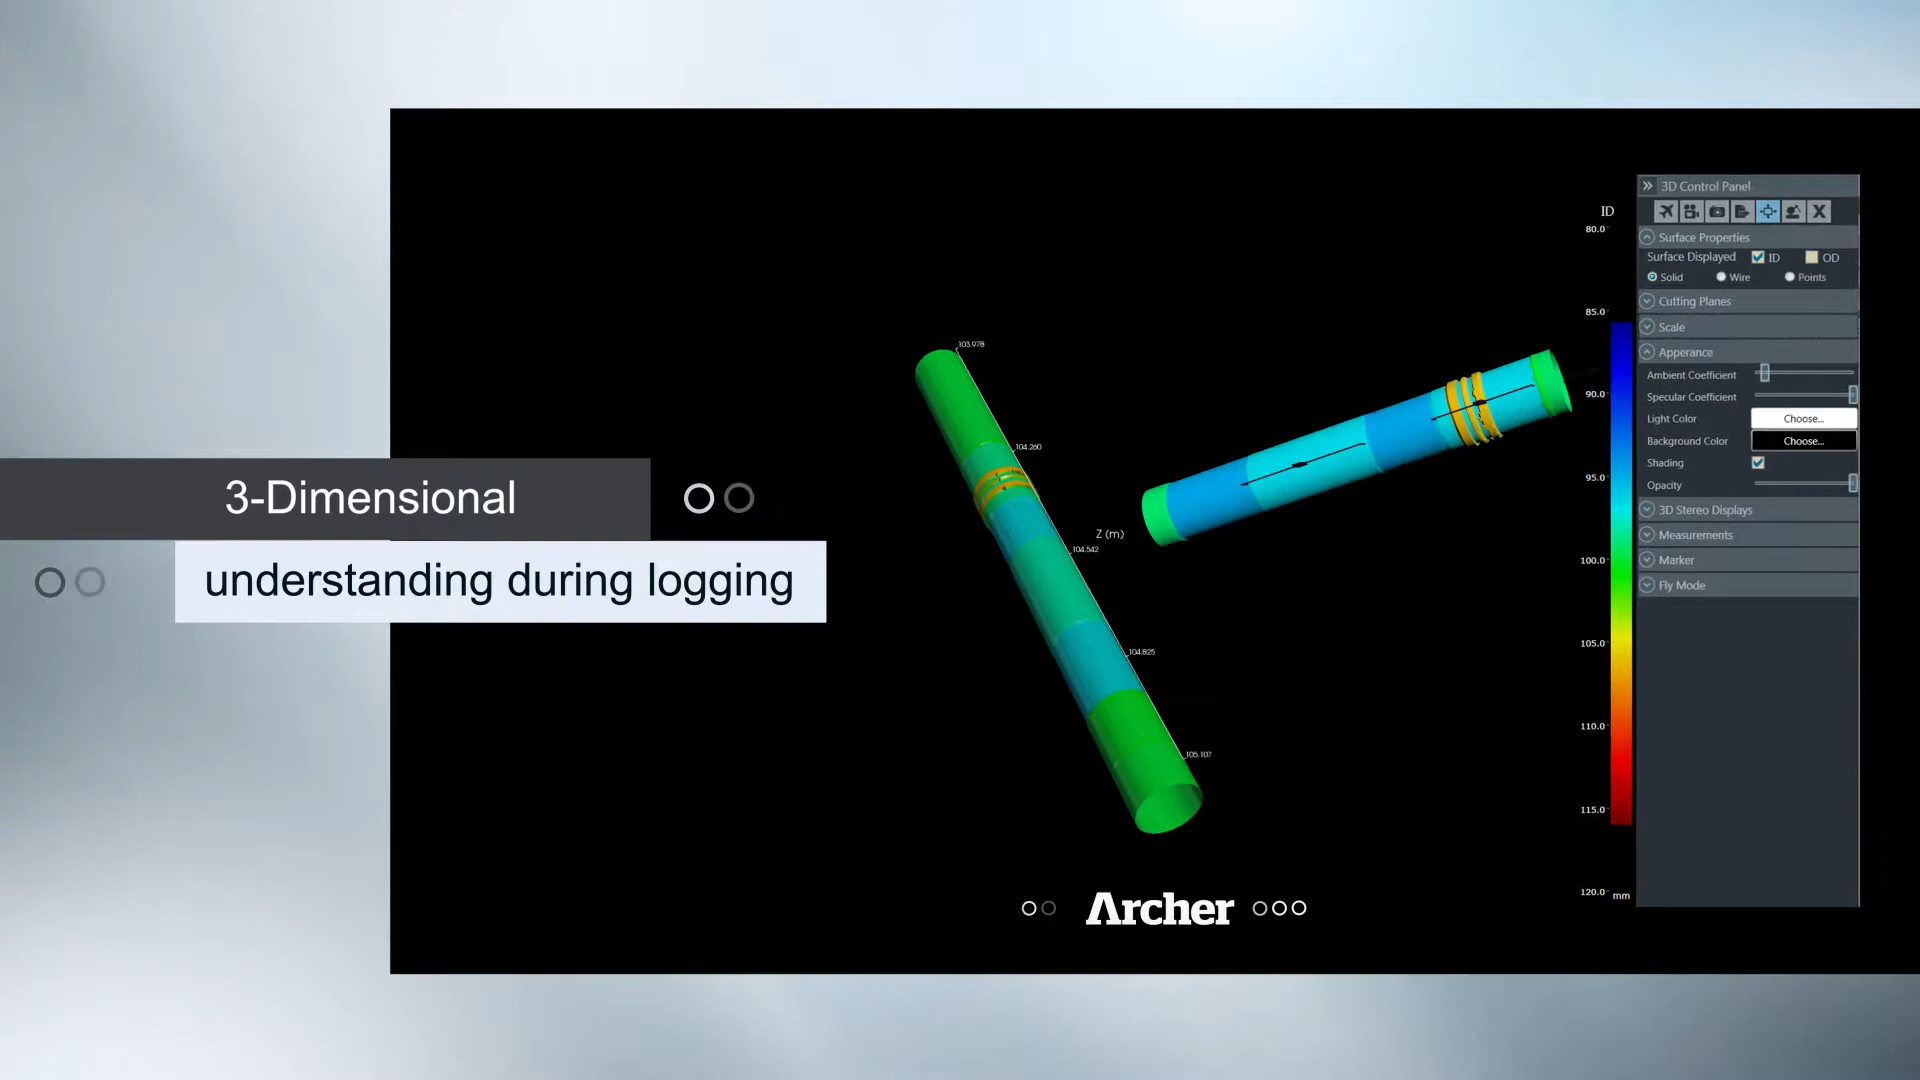 3-Dimensional
understanding during logging
103.978
104.260
Z (m)
104.542
104.825
105.107
ID
80.0
85.0
90.0
95.0
100.0
105.0
110.0
115.0
120.0
mm
3D Control Panel
X
Surface Properties
Surface Displayed ID OD
Solid Wire Points
Cutting Planes
Scale
Apperance
Ambient Coefficient
Specular Coefficient
Light Color Choose...
Background Color Choose...
Shading
Opacity
3D Stereo Displays
Measurements
Marker
Fly Mode
Archer